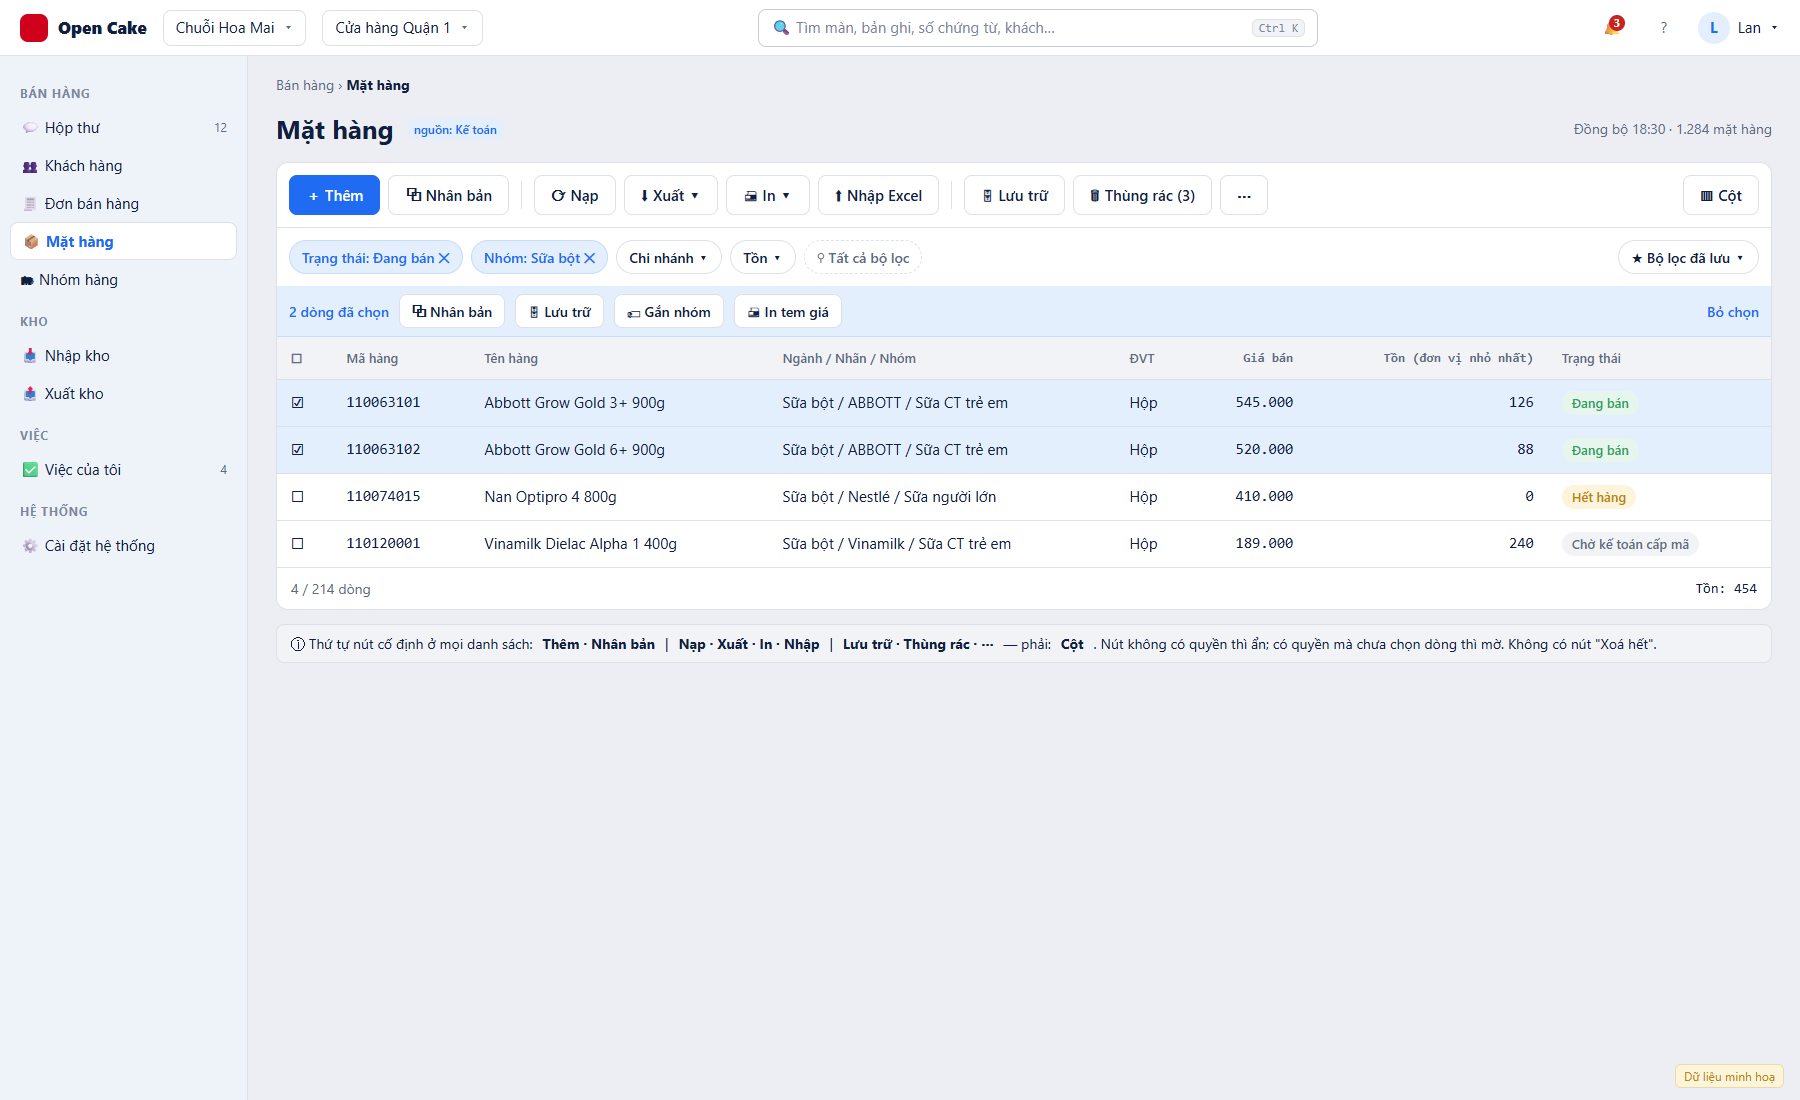 Open Cake
Chuỗi Hoa Mai
Cửa hàng Quận 1
Tìm màn, bản ghi, số chứng từ, khách...
Ctrl K
3
?
L
Lan
BÁN HÀNG
Hộp thư 12
Khách hàng
Đơn bán hàng
Mặt hàng
Nhóm hàng
KHO
Nhập kho
Xuất kho
VIỆC
Việc của tôi 4
HỆ THỐNG
Cài đặt hệ thống
Bán hàng › Mặt hàng
Mặt hàng nguồn: Kế toán
Đồng bộ 18:30 · 1.284 mặt hàng
+ Thêm Nhân bản Nạp Xuất In Nhập Excel Lưu trữ Thùng rác (3) ··· Cột
Trạng thái: Đang bán Nhóm: Sữa bột Chi nhánh Tồn Tất cả bộ lọc Bộ lọc đã lưu
2 dòng đã chọn Nhân bản Lưu trữ Gắn nhóm In tem giá Bỏ chọn
Mã hàng Tên hàng Ngành / Nhãn / Nhóm ĐVT Giá bán Tồn (đơn vị nhỏ nhất) Trạng thái
110063101 Abbott Grow Gold 3+ 900g Sữa bột / ABBOTT / Sữa CT trẻ em Hộp 545.000 126 Đang bán
110063102 Abbott Grow Gold 6+ 900g Sữa bột / ABBOTT / Sữa CT trẻ em Hộp 520.000 88 Đang bán
110074015 Nan Optipro 4 800g Sữa bột / Nestlé / Sữa người lớn Hộp 410.000 0 Hết hàng
110120001 Vinamilk Dielac Alpha 1 400g Sữa bột / Vinamilk / Sữa CT trẻ em Hộp 189.000 240 Chờ kế toán cấp mã
4 / 214 dòng Tồn: 454
Thứ tự nút cố định ở mọi danh sách: Thêm · Nhân bản | Nạp · Xuất · In · Nhập | Lưu trữ · Thùng rác · ··· — phải: Cột . Nút không có quyền thì ẩn; có quyền mà chưa chọn dòng thì mờ. Không có nút "Xoá hết".
Dữ liệu minh hoạ